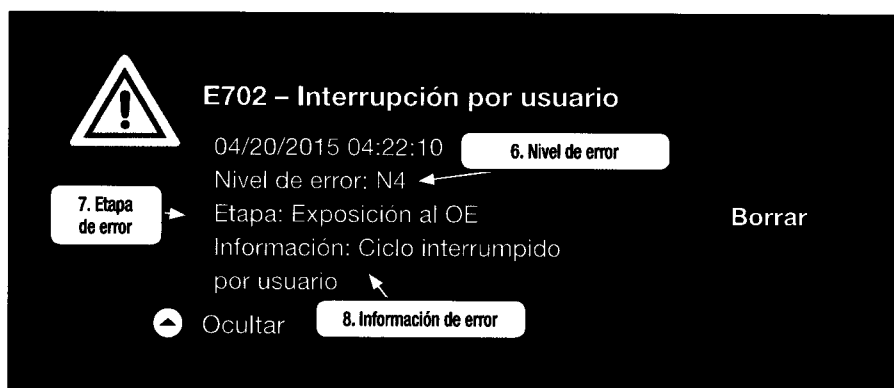 E702 – Interrupción por usuario
04/20/2015 04:22:10
6. Nivel de error
Nivel de error: N4
7. Etapa
de error
Etapa: Exposición al OE
Borrar
Información: Ciclo interrumpido
por usuario
Ocultar
8. Información de error